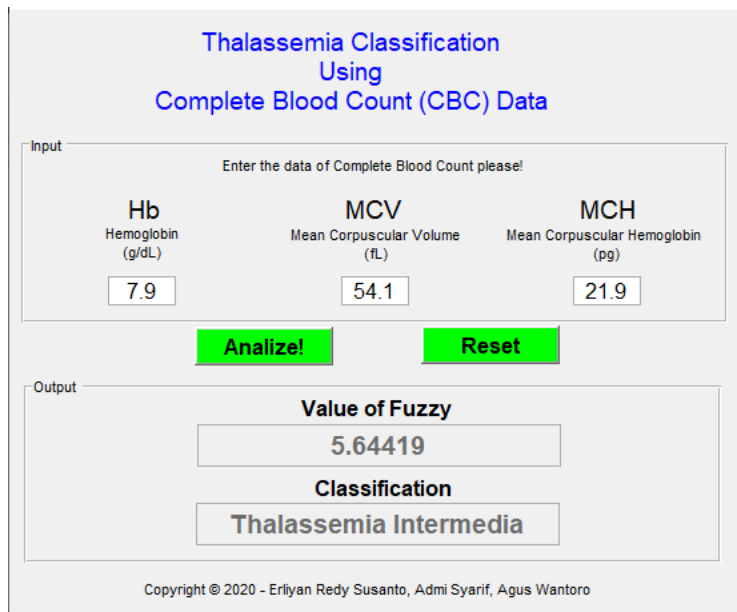 Thalassemia Classification
Using
Complete Blood Count (CBC) Data
Input
Enter the data of Complete Blood Count please!
Hb MCV MCH
Hemoglobin Mean Corpuscular Volume Mean Corpuscular Hemoglobin
(g/dL) (fL) (pg)
7.9 54.1 21.9
Analize! Reset
Output
Value of Fuzzy
5.64419
Classification
Thalassemia Intermedia
Copyright © 2020 - Erliyan Redy Susanto, Admi Syarif, Agus Wantoro